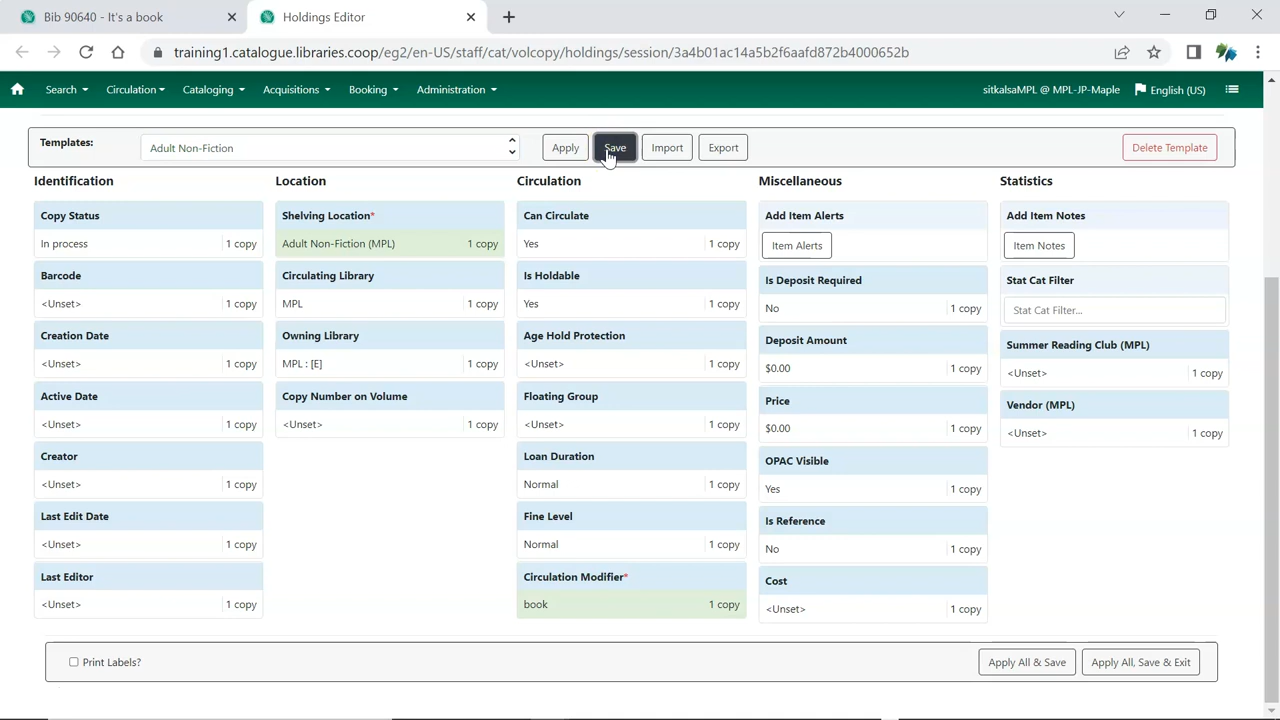 Bib 90640 - It's a book
Holdings Editor
training1.catalogue.libraries.coop/eg2/en-US/staff/cat/volcopy/holdings/session/3a4b01ac14a5b2f6aafd872b4000652b
Search Circulation Cataloging Acquisitions Booking Administration sitkalsaMPL @ MPL-JP-Maple English (US)
Templates: Adult Non-Fiction Apply Save Import Export Delete Template
Identification
Copy Status
In process 1 copy
Barcode
<Unset> 1 copy
Creation Date
<Unset> 1 copy
Active Date
<Unset> 1 copy
Creator
<Unset> 1 copy
Last Edit Date
<Unset> 1 copy
Last Editor
<Unset> 1 copy
Location
Shelving Location*
Adult Non-Fiction (MPL) 1 copy
Circulating Library
MPL 1 copy
Owning Library
MPL : [E] 1 copy
Copy Number on Volume
<Unset> 1 copy
Circulation
Can Circulate
Yes 1 copy
Is Holdable
Yes 1 copy
Age Hold Protection
<Unset> 1 copy
Floating Group
<Unset> 1 copy
Loan Duration
Normal 1 copy
Fine Level
Normal 1 copy
Circulation Modifier*
book 1 copy
Miscellaneous
Add Item Alerts
Item Alerts
Is Deposit Required
No 1 copy
Deposit Amount
$0.00 1 copy
Price
$0.00 1 copy
OPAC Visible
Yes 1 copy
Is Reference
No 1 copy
Cost
<Unset> 1 copy
Statistics
Add Item Notes
Item Notes
Stat Cat Filter
Stat Cat Filter...
Summer Reading Club (MPL)
<Unset> 1 copy
Vendor (MPL)
<Unset> 1 copy
Print Labels? Apply All & Save Apply All, Save & Exit